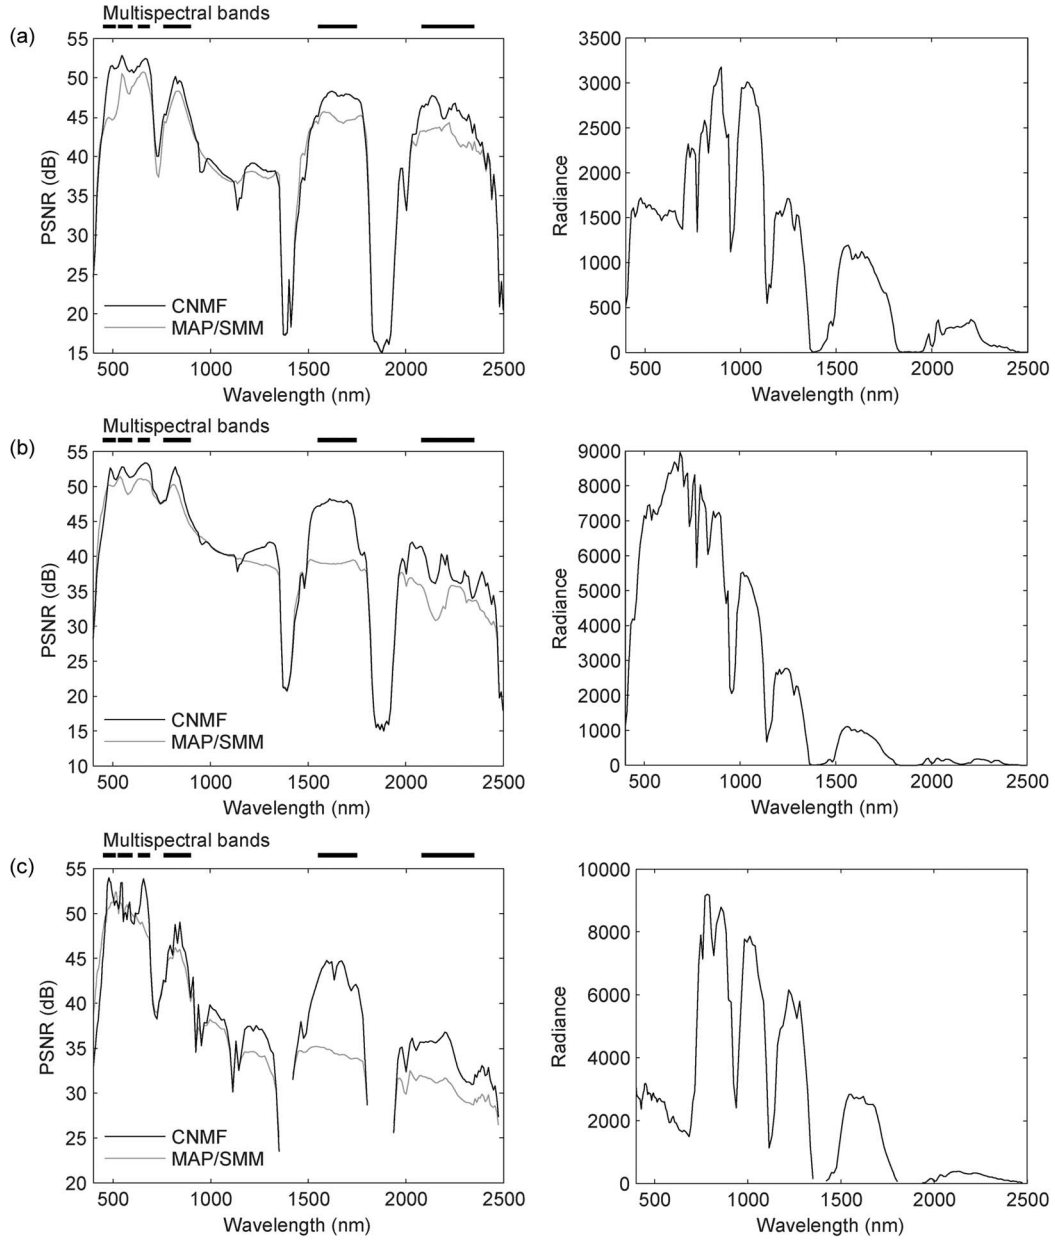 Multispectral bands
(a)
55
50
45
40
35
30
25
20
15
PSNR (dB)
CNMF
MAP/SMM
500 1000 1500 2000 2500
Wavelength (nm)
3500
3000
2500
2000
1500
1000
500
0
Radiance
500 1000 1500 2000 2500
Wavelength (nm)
Multispectral bands
(b)
55
50
45
40
35
30
25
20
15
10
PSNR (dB)
CNMF
MAP/SMM
500 1000 1500 2000 2500
Wavelength (nm)
9000
8000
7000
6000
5000
4000
3000
2000
1000
0
Radiance
500 1000 1500 2000 2500
Wavelength (nm)
Multispectral bands
(c)
55
50
45
40
35
30
25
20
PSNR (dB)
CNMF
MAP/SMM
500 1000 1500 2000 2500
Wavelength (nm)
10000
8000
6000
4000
2000
0
Radiance
500 1000 1500 2000 2500
Wavelength (nm)